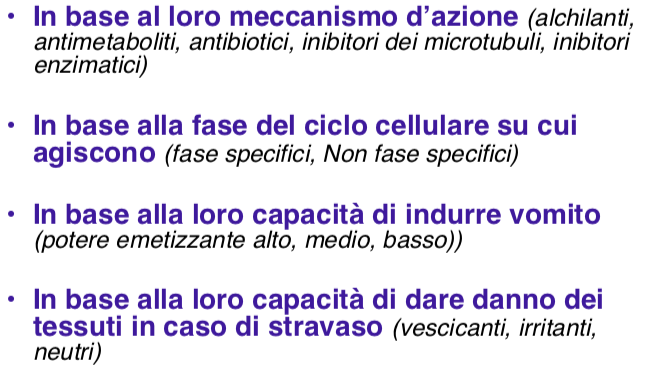 • In base al loro meccanismo d’azione (alchilanti,
antimetaboliti, antibiotici, inibitori dei microtubuli, inibitori
enzimatici)
• In base alla fase del ciclo cellulare su cui
agiscono (fase specifici, Non fase specifici)
• In base alla loro capacità di indurre vomito
(potere emetizzante alto, medio, basso))
• In base alla loro capacità di dare danno dei
tessuti in caso di stravaso (vescicanti, irritanti,
neutri)